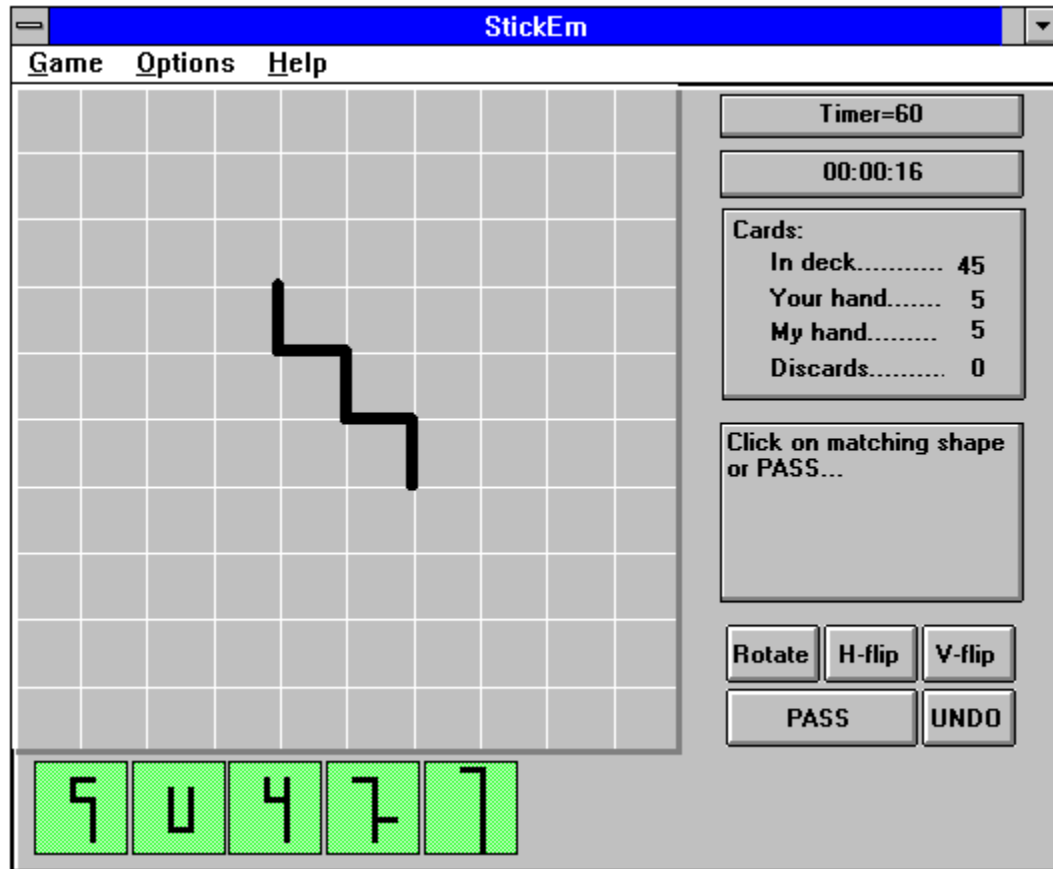 StickEm
Game Options Help
Timer=60
00:00:16
Cards:
In deck........... 45
Your hand....... 5
My hand......... 5
Discards.......... 0
Click on matching shape
or PASS...
Rotate H-flip V-flip
PASS UNDO